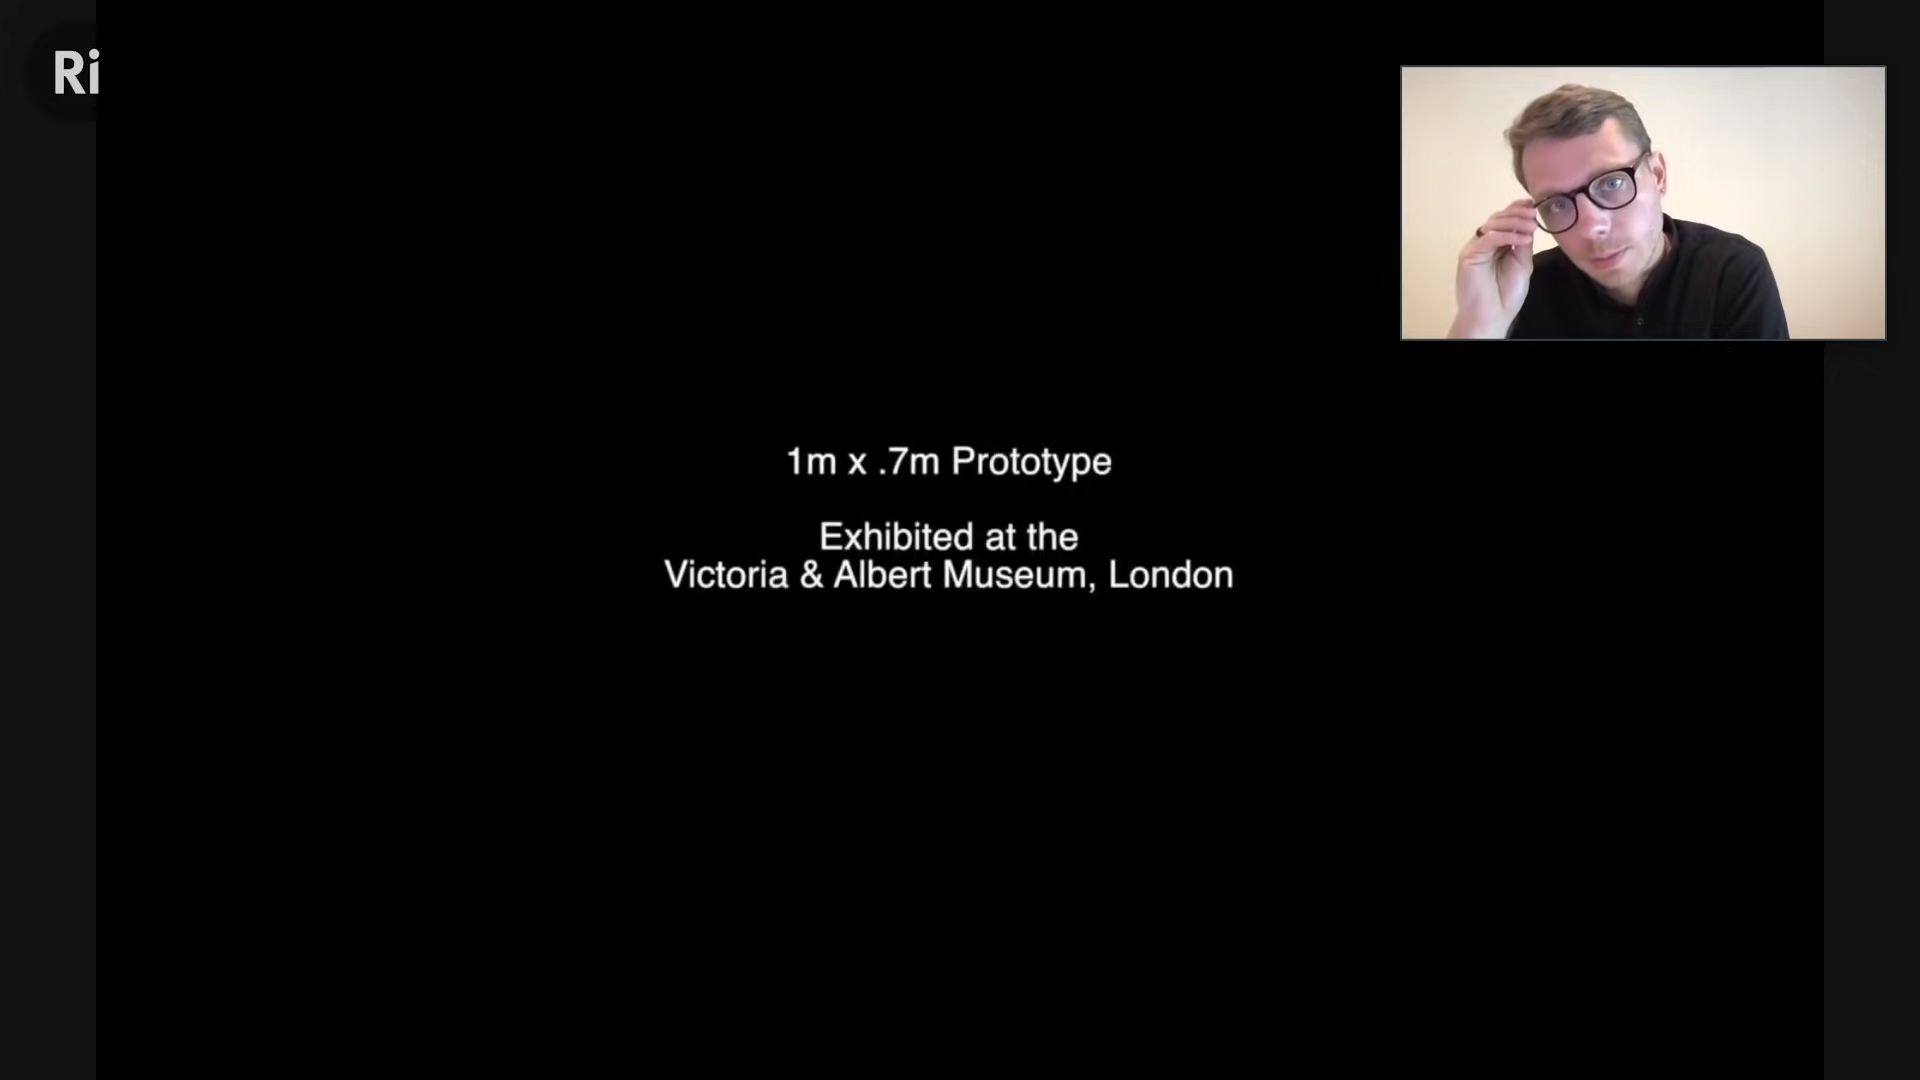 Ri
1m x .7m Prototype
Exhibited at the
Victoria & Albert Museum, London